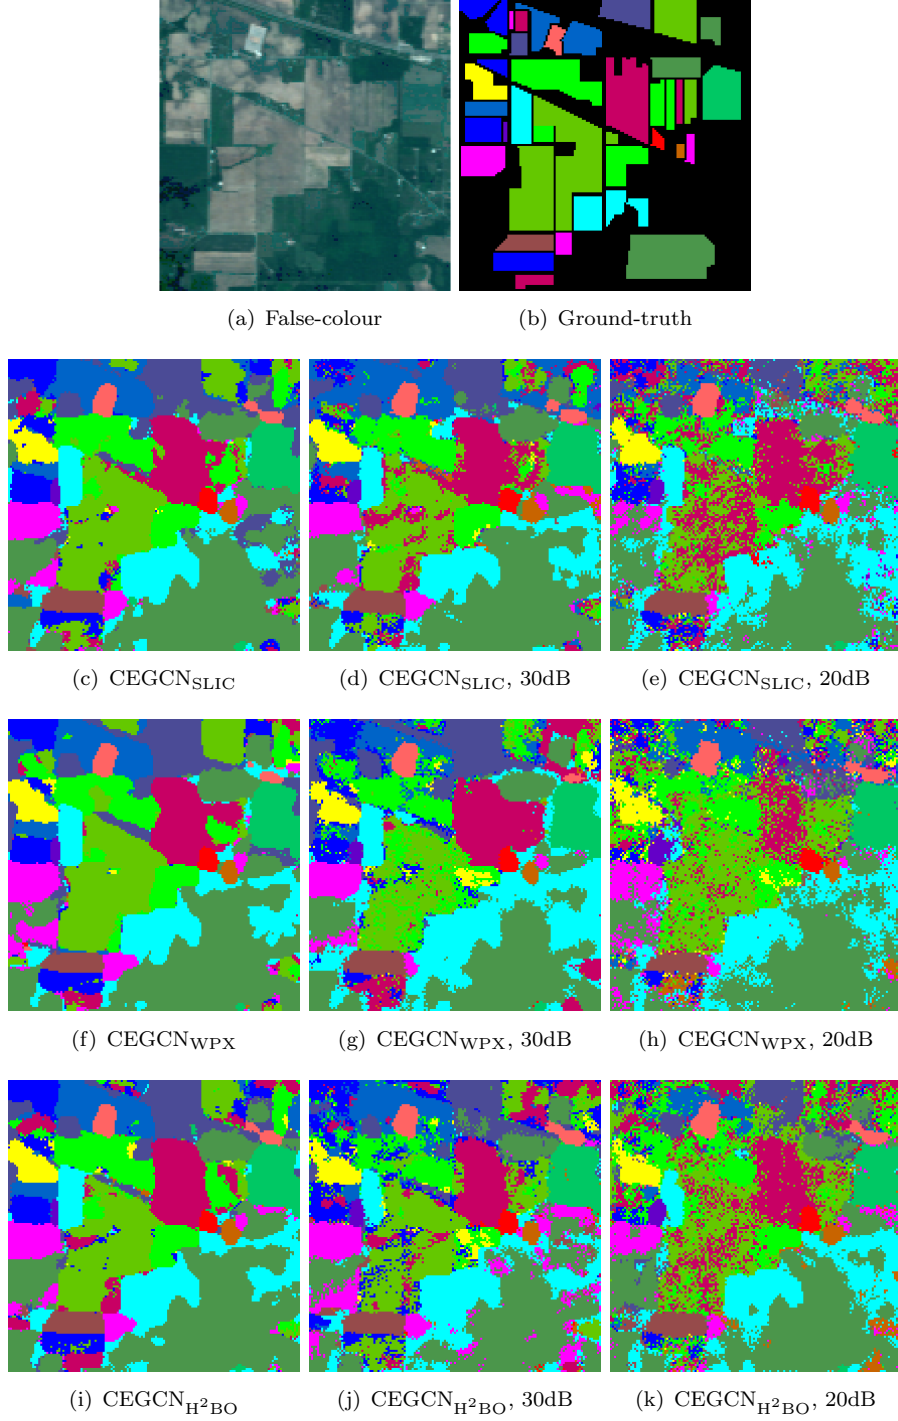 (a) False-colour
(b) Ground-truth
(c) CEGCN_SLIC
(d) CEGCN_SLIC, 30dB
(e) CEGCN_SLIC, 20dB
(f) CEGCN_WPX
(g) CEGCN_WPX, 30dB
(h) CEGCN_WPX, 20dB
(i) CEGCN_H²BO
(j) CEGCN_H²BO, 30dB
(k) CEGCN_H²BO, 20dB